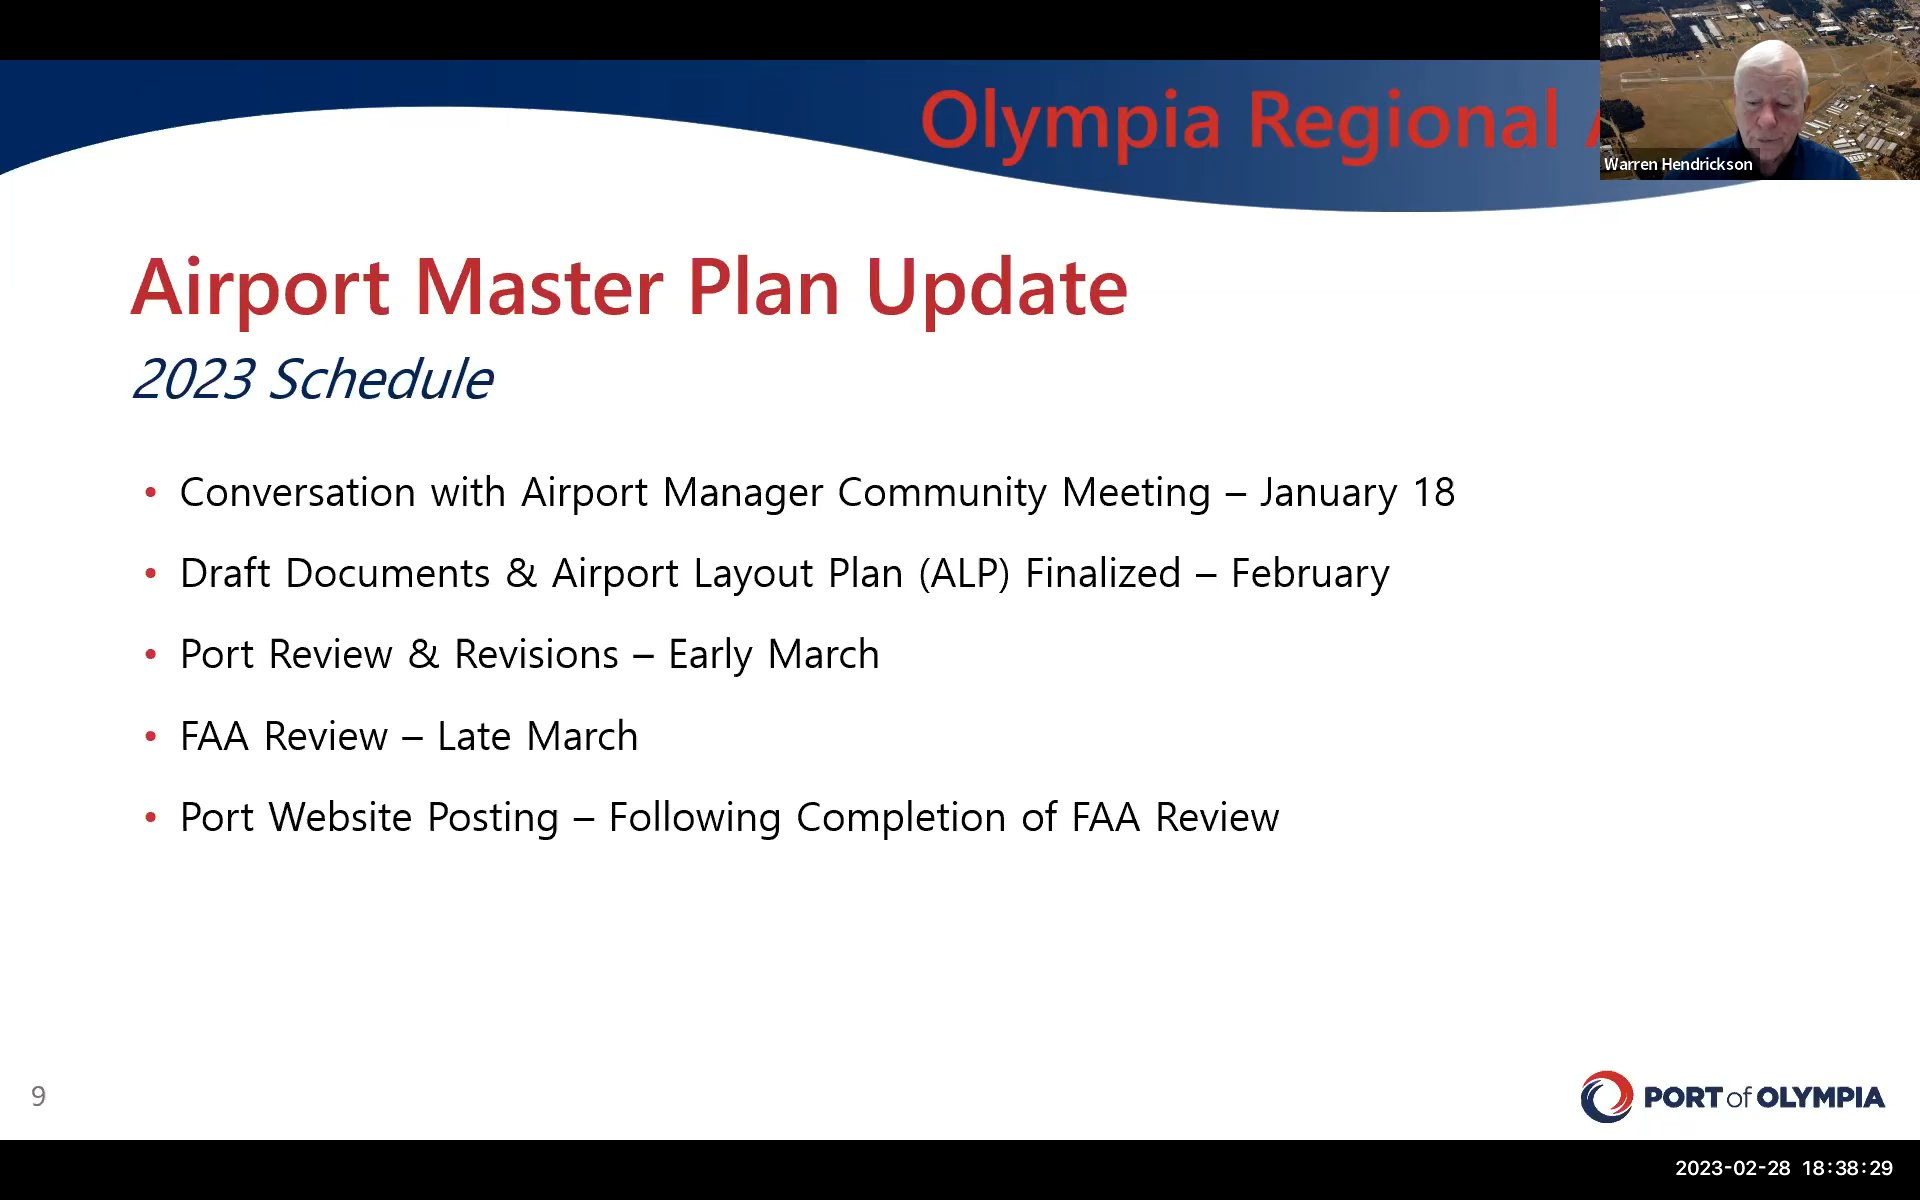 Olympia Regional
Warren Hendrickson
Airport Master Plan Update
2023 Schedule
• Conversation with Airport Manager Community Meeting – January 18
• Draft Documents & Airport Layout Plan (ALP) Finalized – February
• Port Review & Revisions – Early March
• FAA Review – Late March
• Port Website Posting – Following Completion of FAA Review
9
PORT of OLYMPIA
2023-02-28 18:38:29